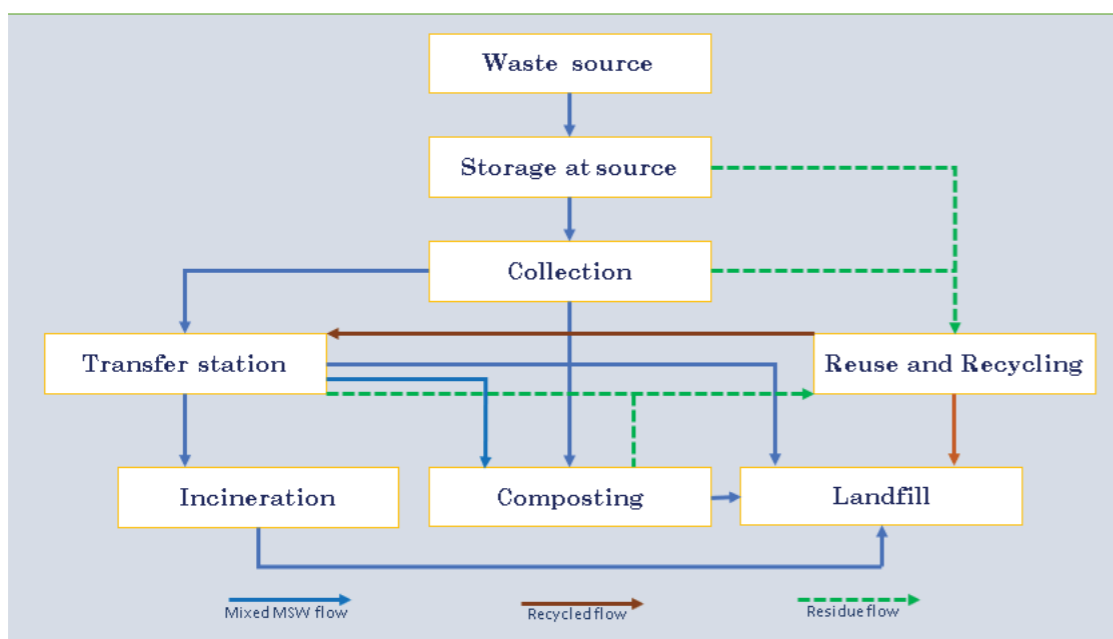 Waste source
Storage at source
Collection
Transfer station
Reuse and Recycling
Incineration
Composting
Landfill
Mixed MSW flow
Recycled flow
Residue flow